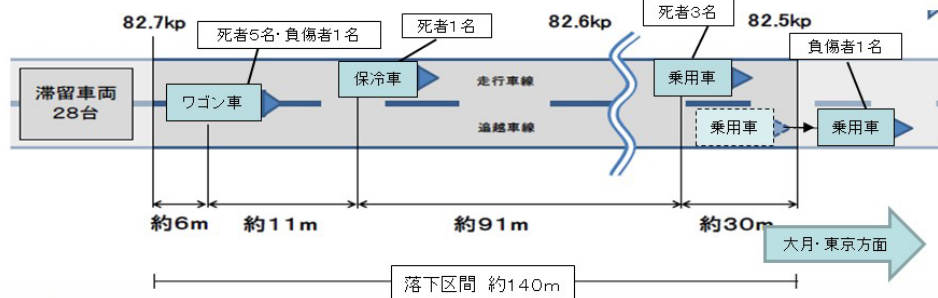 82.7kp
死者5名・負傷者1名
死者1名
82.6kp
死者3名
82.5kp
負傷者1名
滞留車両
28台
ワゴン車
保冷車
走行車線
追越車線
乗用車
乗用車
乗用車
約6m
約11m
約91m
約30m
大月・東京方面
落下区間 約140m